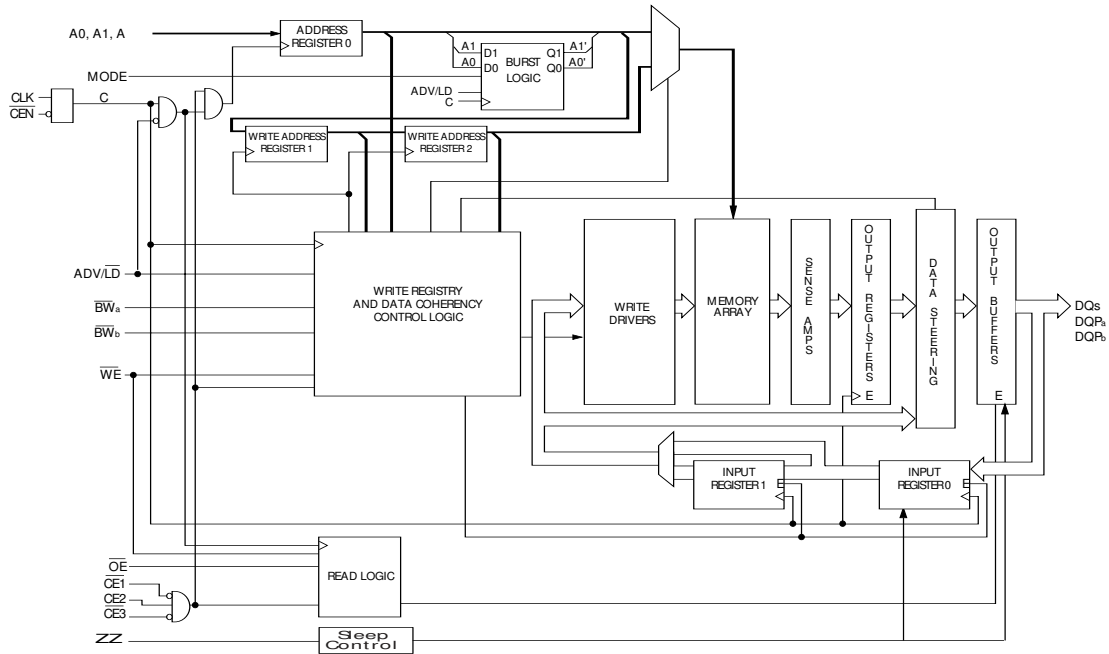 A0, A1, A
ADDRESS
REGISTER 0
A1
A0
D1
D0
BURST
LOGIC
Q1
Q0
A1'
A0'
MODE
ADV/LD
C
CLK
CEN
C
WRITE ADDRESS
REGISTER 1
WRITE ADDRESS
REGISTER 2
ADV/LD
BWa
BWb
WE
WRITE REGISTRY
AND DATA COHERENCY
CONTROL LOGIC
WRITE
DRIVERS
MEMORY
ARRAY
SENSE AMPS
OUTPUT REGISTERS
E
DATA STEERING
OUTPUT BUFFERS
E
DQs
DQPa
DQPb
INPUT
REGISTER 1
E
INPUT
REGISTER 0
E
OE
CE1
CE2
CE3
READ LOGIC
ZZ
Sleep
Control